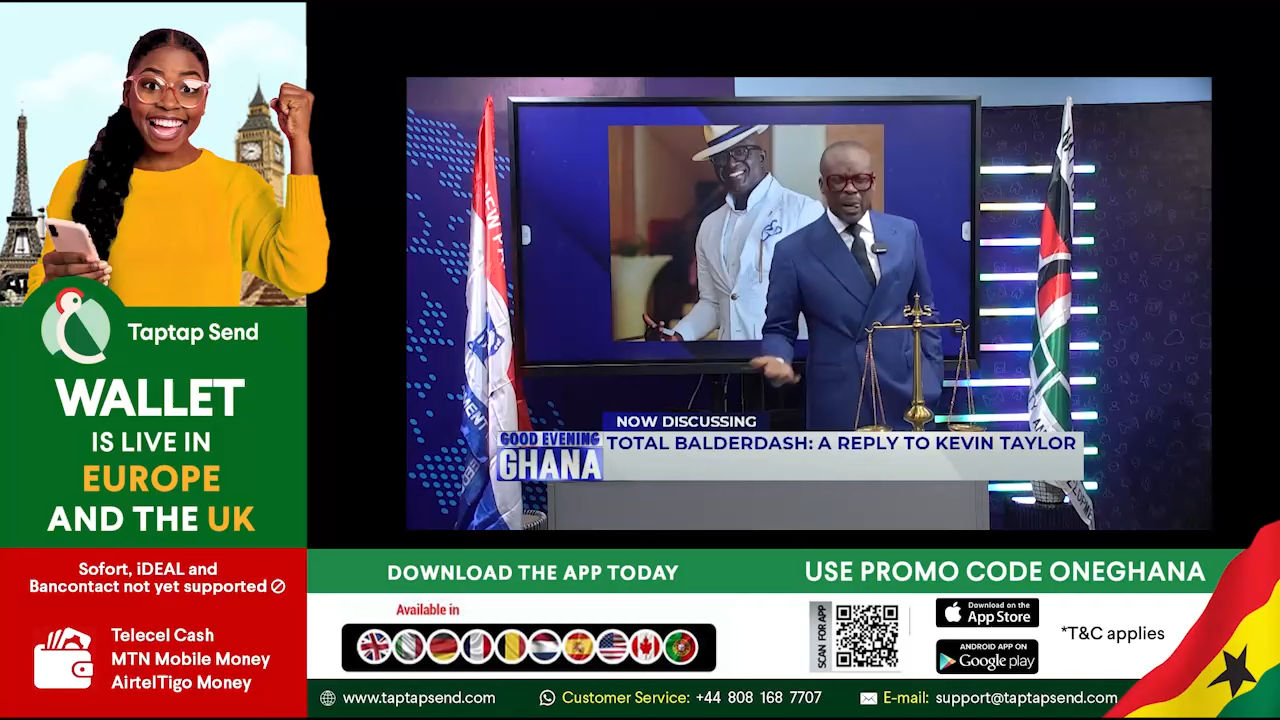 Taptap Send
WALLET
IS LIVE IN
EUROPE
AND THE UK
Sofort, iDEAL and
Bancontact not yet supported
Telecel Cash
MTN Mobile Money
AirtelTigo Money
NOW DISCUSSING
GOOD EVENING
GHANA
TOTAL BALDERDASH: A REPLY TO KEVIN TAYLOR
DOWNLOAD THE APP TODAY
USE PROMO CODE ONEGHANA
Available in
SCAN FOR APP
Download on the
App Store
ANDROID APP ON
Google play
*T&C applies
www.taptapsend.com
Customer Service: +44 808 168 7707
E-mail: support@taptapsend.com